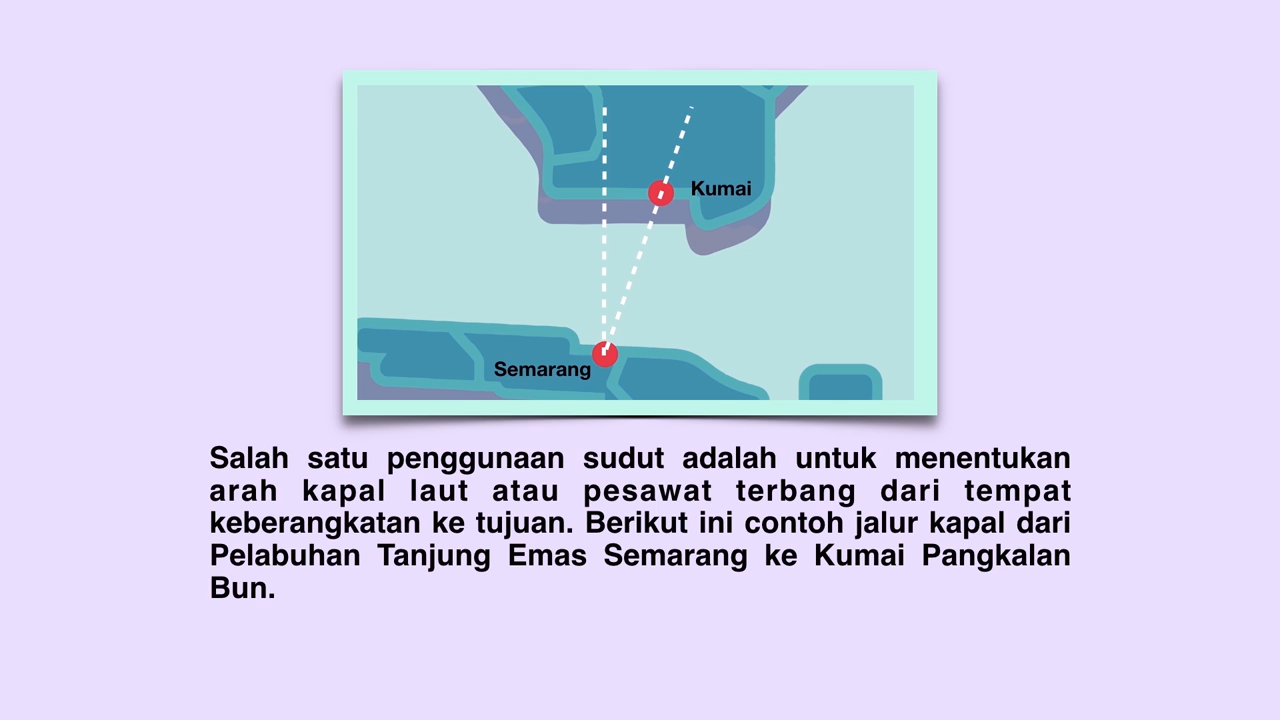 Kumai
Semarang
Salah satu penggunaan sudut adalah untuk menentukan
arah kapal laut atau pesawat terbang dari tempat
keberangkatan ke tujuan. Berikut ini contoh jalur kapal dari
Pelabuhan Tanjung Emas Semarang ke Kumai Pangkalan
Bun.